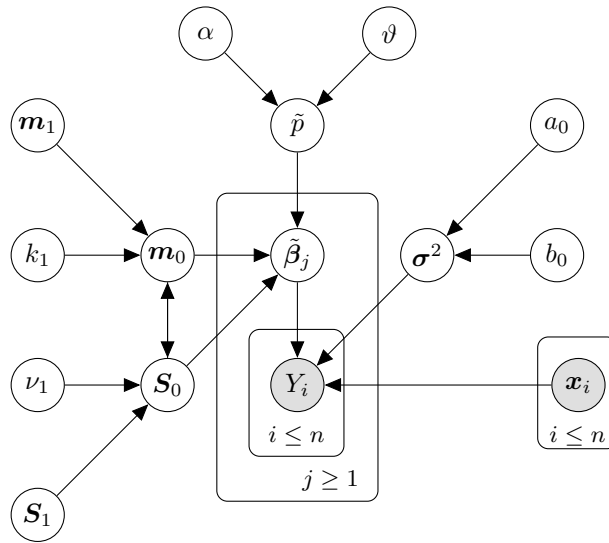 α ϑ
𝒎₁ p̃ a₀
k₁ 𝒎₀ 𝜷̃ⱼ 𝝈² b₀
ν₁ 𝑺₀ Yᵢ 𝒙ᵢ
i ≤ n i ≤ n
j ≥ 1
𝑺₁